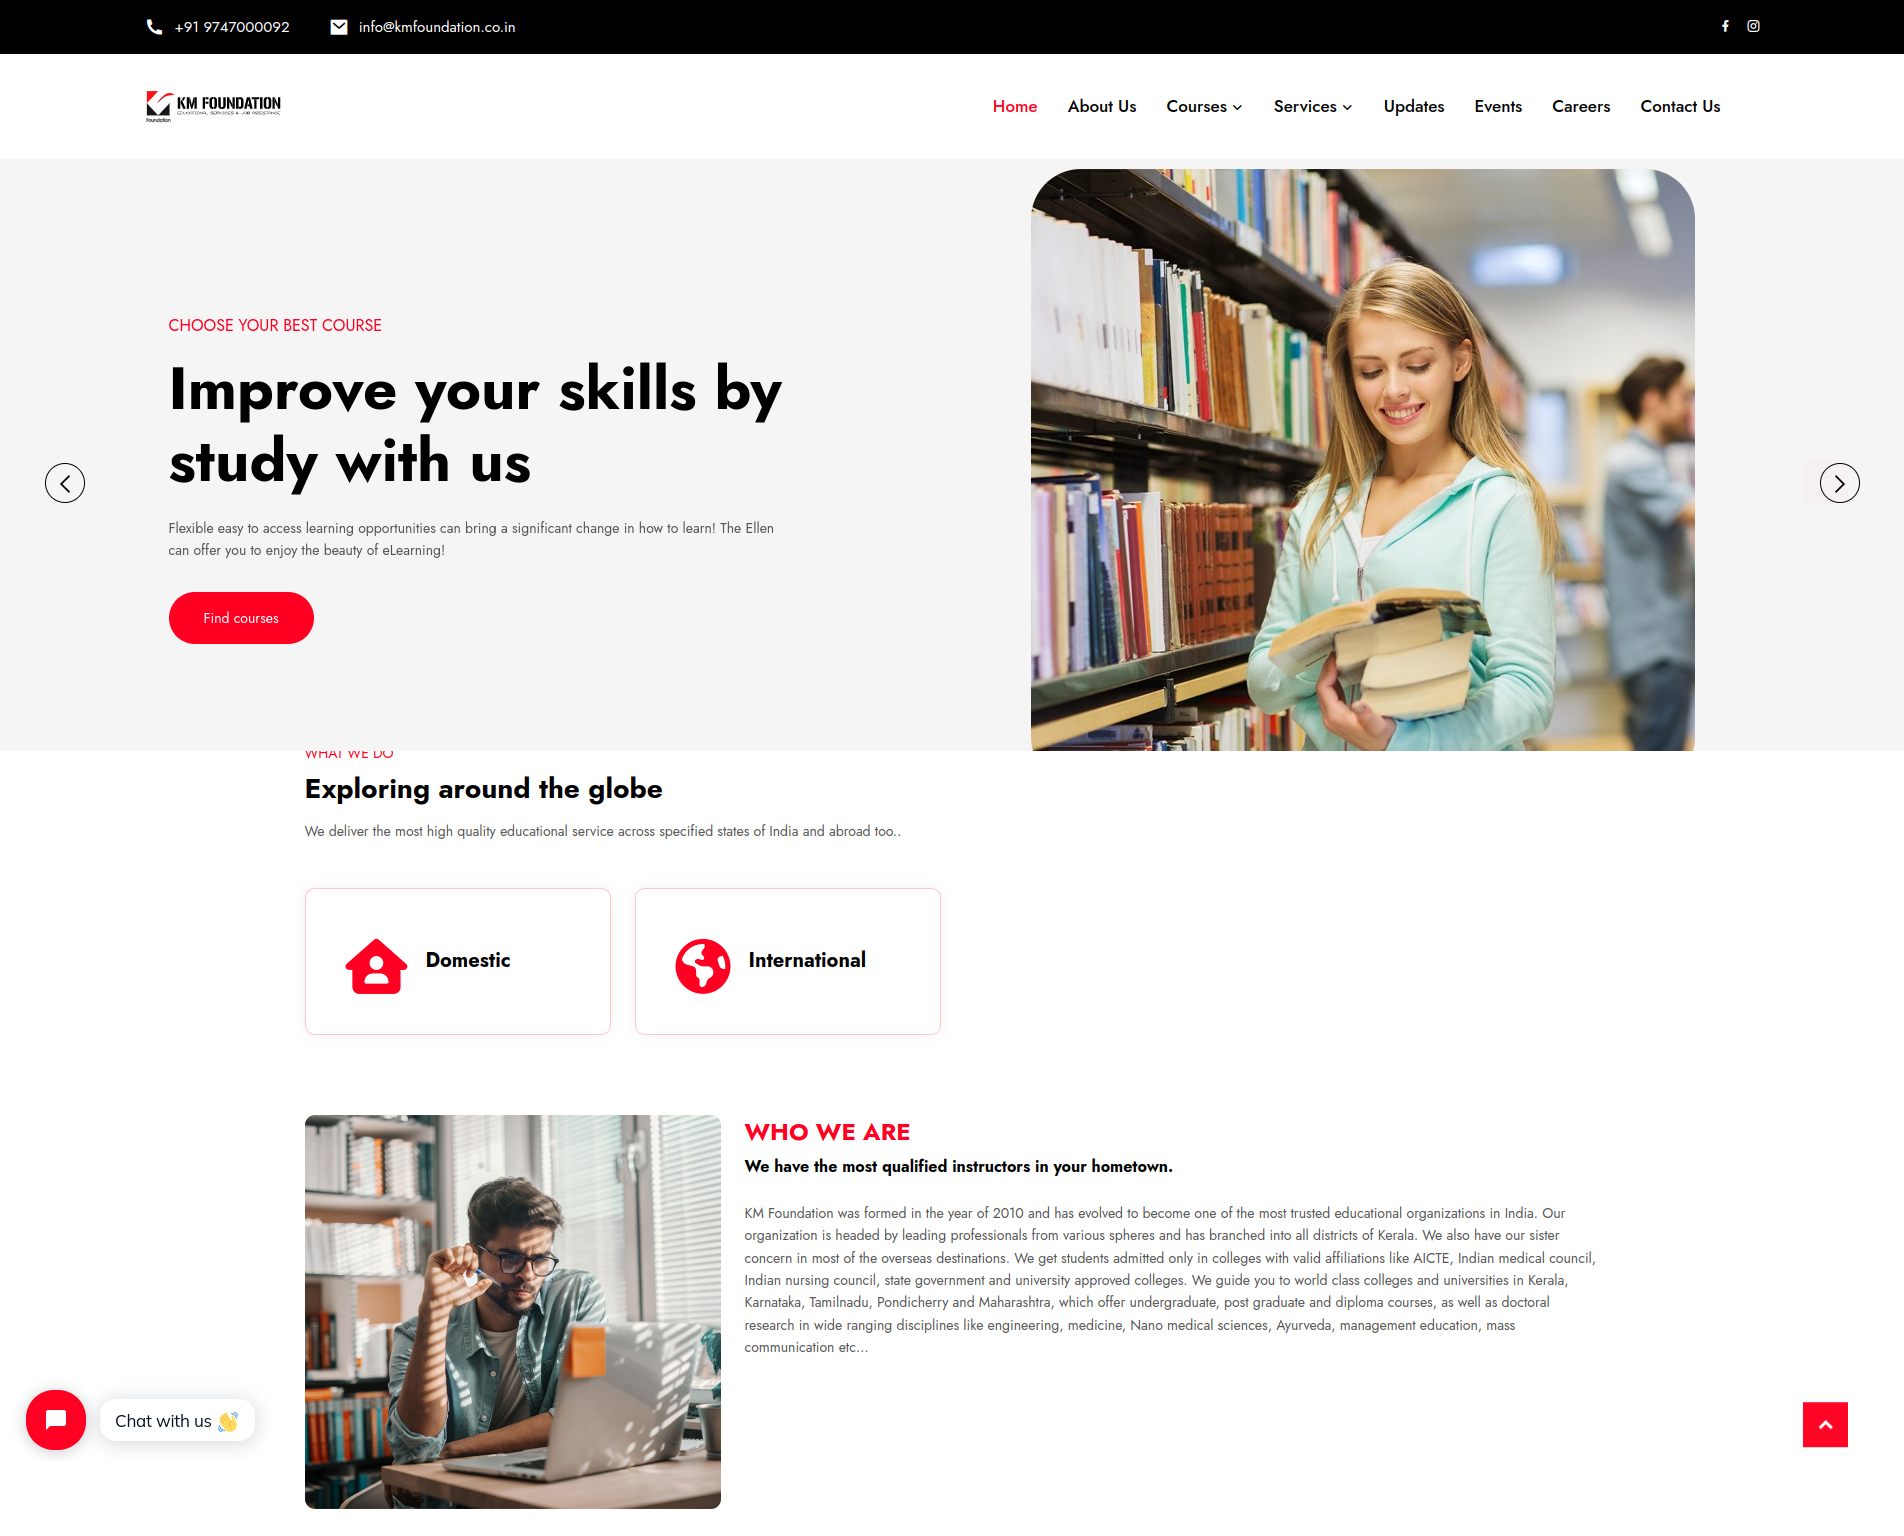 +91 9747000092
info@kmfoundation.co.in
KM FOUNDATION
EDUCATIONAL SERVICES & JOB ASSISTANCE
Foundation
Home
About Us
Courses
Services
Updates
Events
Careers
Contact Us
CHOOSE YOUR BEST COURSE
Improve your skills by
study with us
Flexible easy to access learning opportunities can bring a significant change in how to learn! The Ellen
can offer you to enjoy the beauty of eLearning!
Find courses
WHAT WE DO
Exploring around the globe
We deliver the most high quality educational service across specified states of India and abroad too..
Domestic
International
WHO WE ARE
We have the most qualified instructors in your hometown.
KM Foundation was formed in the year of 2010 and has evolved to become one of the most trusted educational organizations in India. Our
organization is headed by leading professionals from various spheres and has branched into all districts of Kerala. We also have our sister
concern in most of the overseas destinations. We get students admitted only in colleges with valid affiliations like AICTE, Indian medical council,
Indian nursing council, state government and university approved colleges. We guide you to world class colleges and universities in Kerala,
Karnataka, Tamilnadu, Pondicherry and Maharashtra, which offer undergraduate, post graduate and diploma courses, as well as doctoral
research in wide ranging disciplines like engineering, medicine, Nano medical sciences, Ayurveda, management education, mass
communication etc...
Chat with us 👋